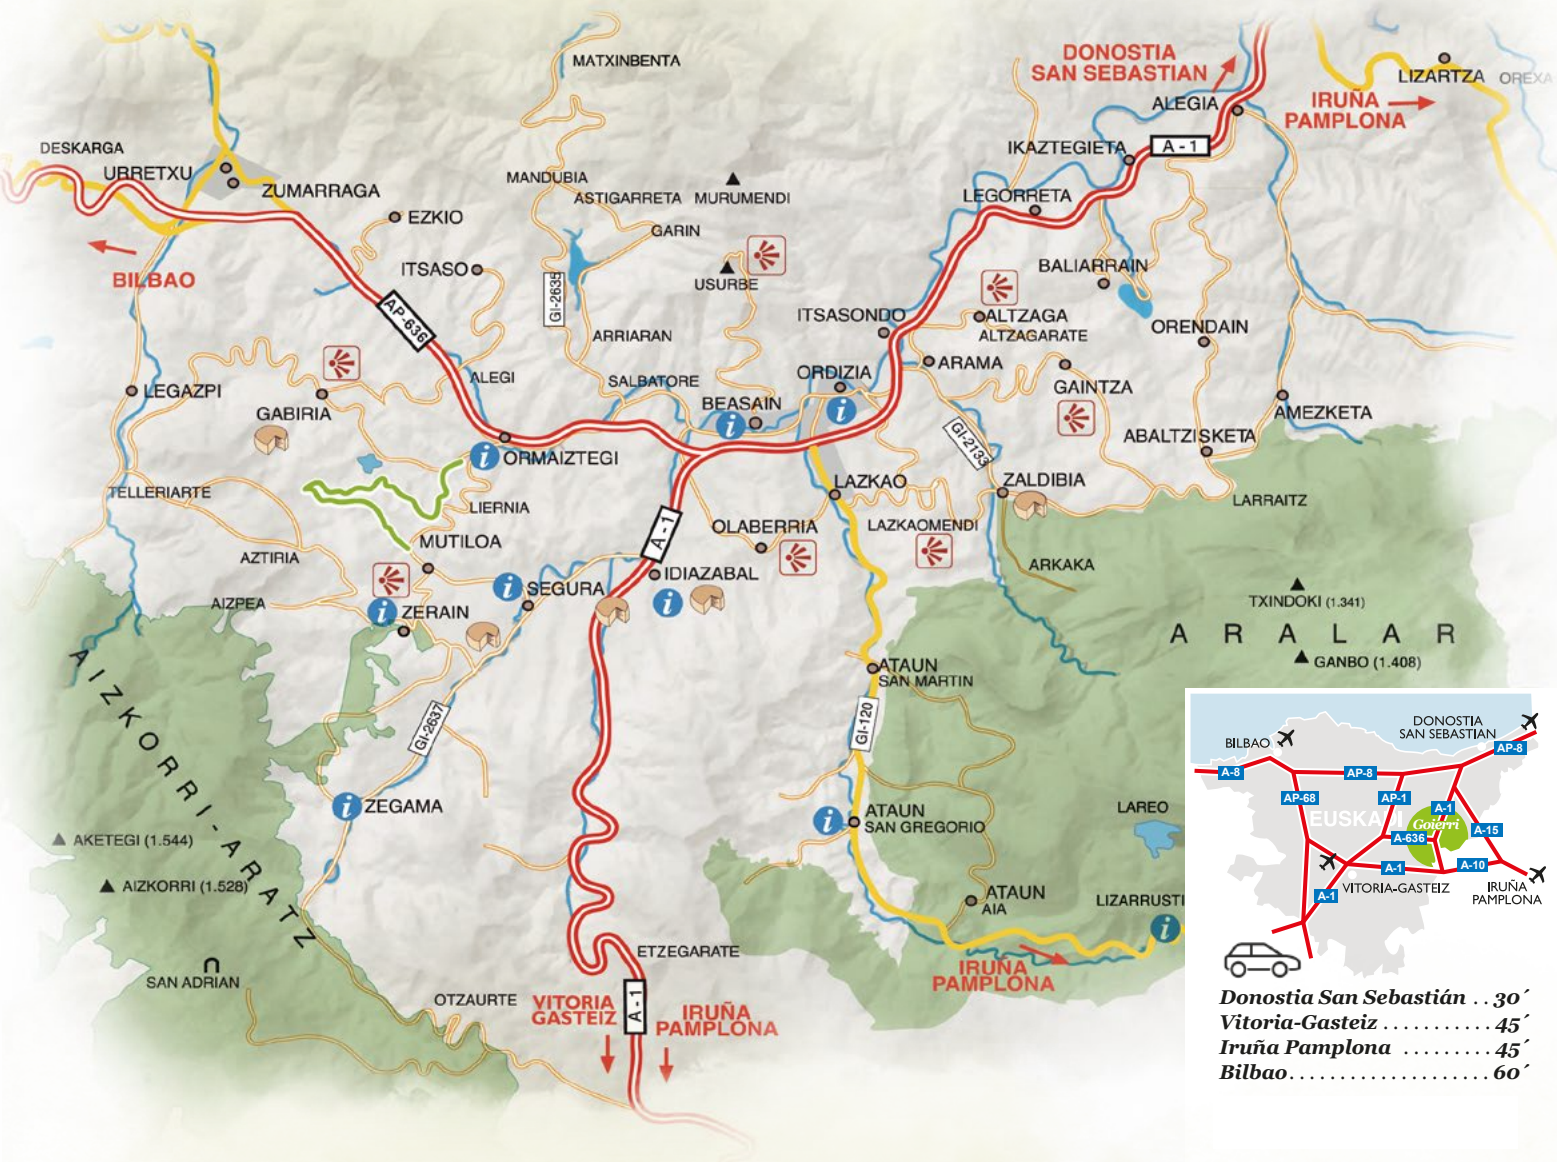 MATXINBENTA
DONOSTIA
SAN SEBASTIAN
LIZARTZA
OREXA
ALEGIA
IRUÑA
PAMPLONA
DESKARGA
URRETXU
ZUMARRAGA
IKAZTEGIETA
A - 1
MANDUBIA
ASTIGARRETA
MURUMENDI
LEGORRETA
EZKIO
GARIN
BILBAO
ITSASO
USURBE
BALIARRAIN
GI-2635
AP-636
ITSASONDO
ALTZAGA
ALTZAGARATE
ORENDAIN
ARRIARAN
ARAMA
LEGAZPI
ALEGI
SALBATORE
ORDIZIA
GAINTZA
GABIRIA
BEASAIN
AMEZKETA
i
i
GI-2133
ABALTZISKETA
i
ORMAIZTEGI
TELLERIARTE
LIERNIA
LAZKAO
ZALDIBIA
LARRAITZ
A - 1
OLABERRIA
LAZKAOMENDI
AZTIRIA
MUTILOA
ARKAKA
i
SEGURA
IDIAZABAL
i
AIZPEA
i
ZERAIN
TXINDOKI (1.341)
ARALAR
GANBO (1.408)
AIZKORRI-ARATZ
ATAUN
SAN MARTIN
GI-2637
GI-120
i
ZEGAMA
i
ATAUN
SAN GREGORIO
LAREO
AKETEGI (1.544)
AIZKORRI (1.528)
ATAUN
AIA
LIZARRUSTI
i
ETZEGARATE
SAN ADRIAN
OTZAURTE
VITORIA
GASTEIZ
A - 1
IRUÑA
PAMPLONA
IRUÑA
PAMPLONA
DONOSTIA
SAN SEBASTIAN
BILBAO
AP-8
A-8
AP-8
AP-68
AP-1
A-1
EUSKADI
Goierri
A-15
A-636
A-1
A-10
A-1
VITORIA-GASTEIZ
IRUÑA
PAMPLONA
Donostia San Sebastián . . 30´
Vitoria-Gasteiz . . . . . . . . . . . 45´
Iruña Pamplona . . . . . . . . . 45´
Bilbao. . . . . . . . . . . . . . . . . . . . 60´